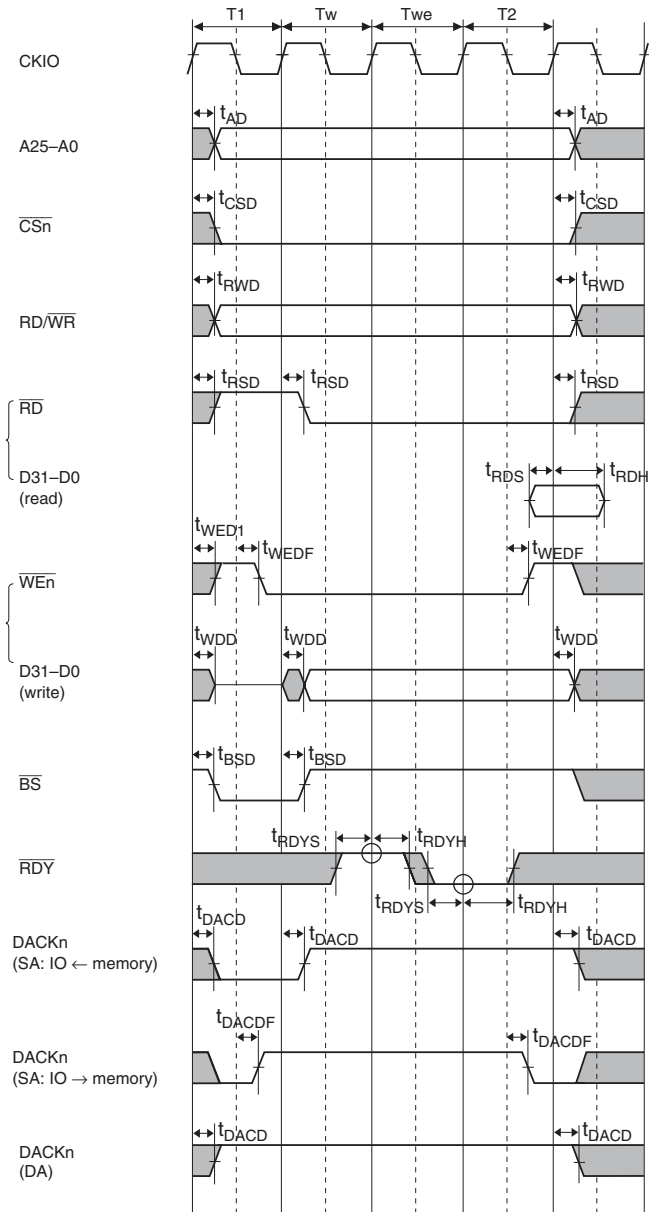 T1 Tw Twe T2
CKIO
tAD tAD
A25–A0
tCSD tCSD
CSn
tRWD tRWD
RD/WR
tRSD tRSD tRSD
RD
tRDS tRDH
D31–D0
(read)
tWED1 tWEDF tWEDF
WEn
tWDD tWDD tWDD
D31–D0
(write)
tBSD tBSD
BS
tRDYS tRDYH
RDY
tRDYS tRDYH
tDACD tDACD tDACD
DACKn
(SA: IO ← memory)
tDACDF tDACDF
DACKn
(SA: IO → memory)
tDACD tDACD
DACKn
(DA)